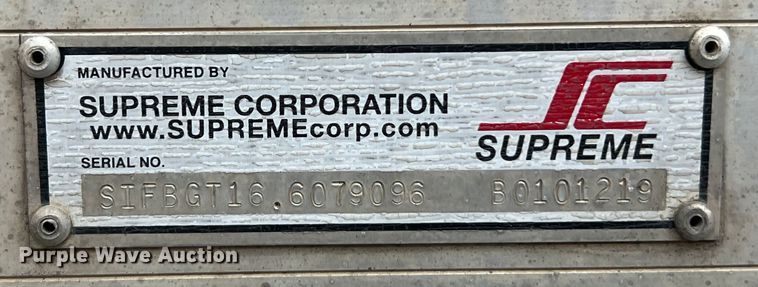 MANUFACTURED BY
SUPREME CORPORATION
www.SUPREMEcorp.com
SUPREME
SERIAL NO.
SIFBGT16.6079096 B0101219
Purple Wave Auction